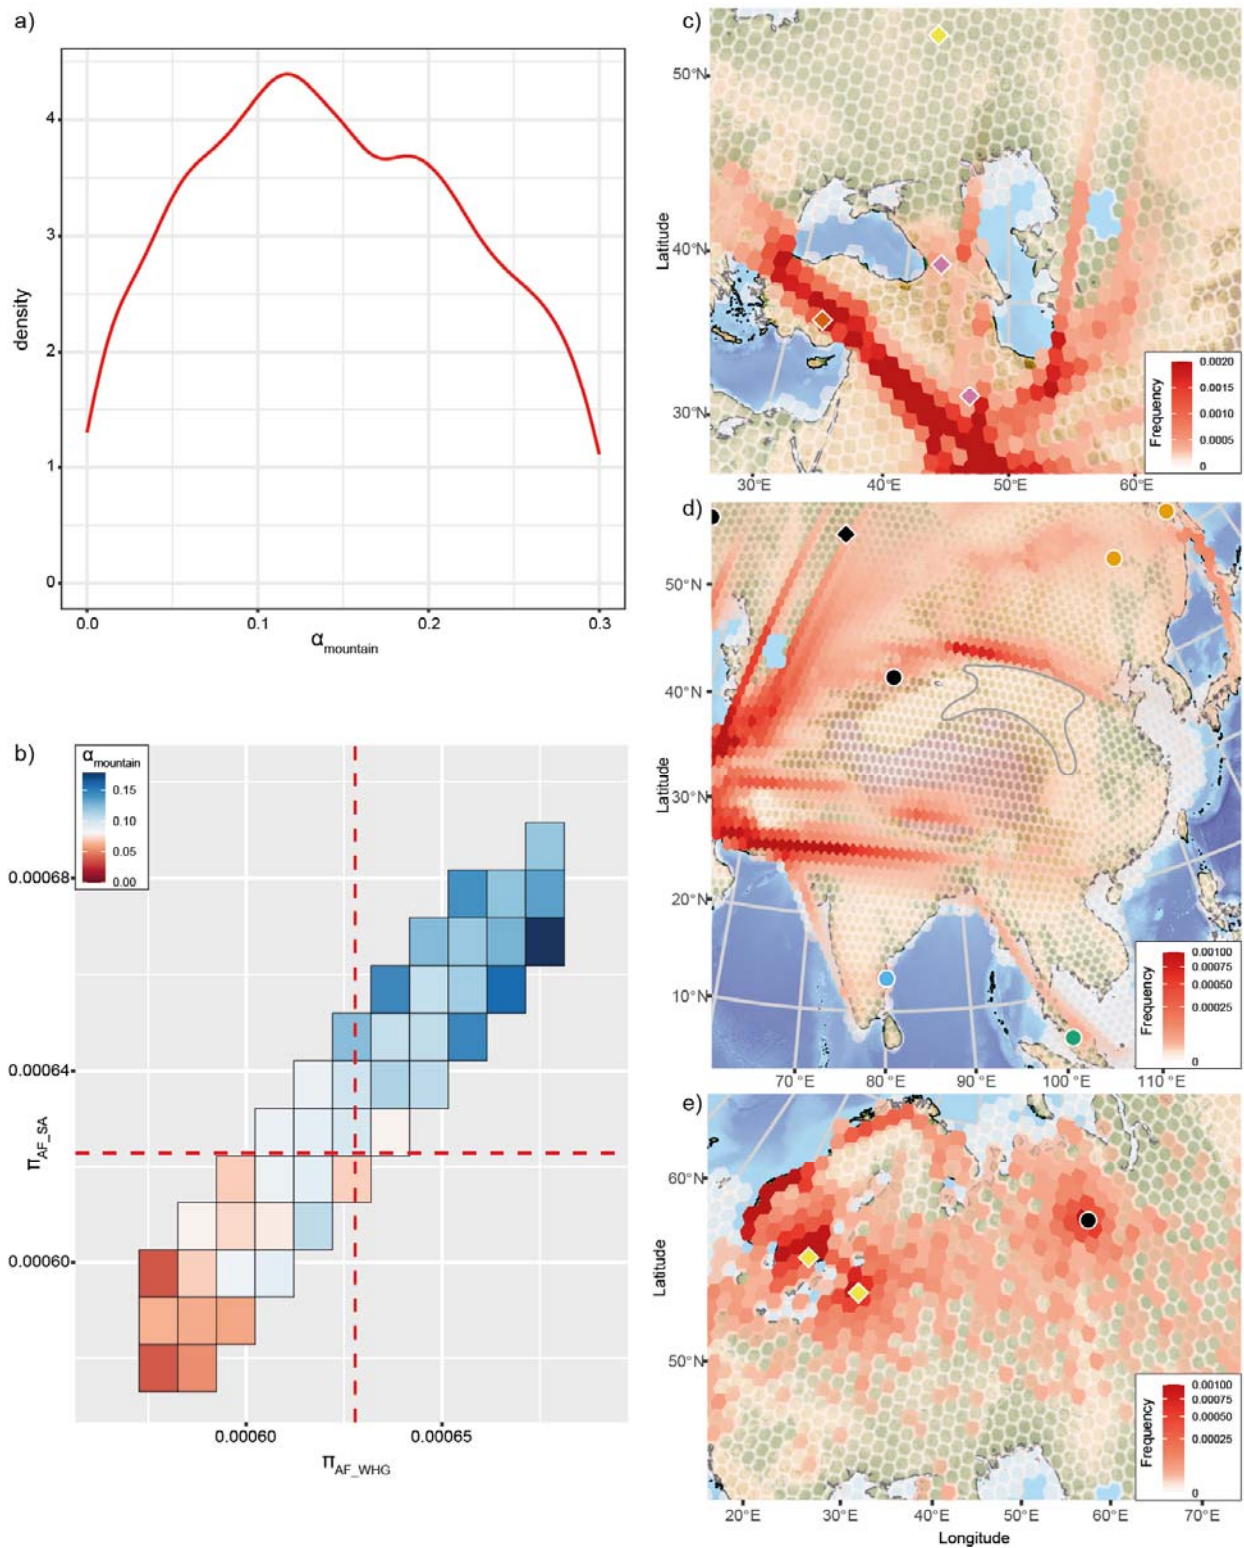 a)
density
4
3
2
1
0
0.0 0.1 0.2 0.3
αmountain
b)
αmountain
0.15
0.10
0.05
0.00
0.00068
0.00064
0.00060
πAF_SA
0.00060 0.00065
πAF_WHG
c)
Latitude
50°N
40°N
30°N
30°E 40°E 50°E 60°E
Frequency
0.0020
0.0015
0.0010
0.0005
0
d)
Latitude
50°N
40°N
30°N
20°N
10°N
70°E 80°E 90°E 100°E 110°E
Frequency
0.00100
0.00075
0.00050
0.00025
0
e)
Latitude
60°N
50°N
20°E 30°E 40°E 50°E 60°E 70°E
Longitude
Frequency
0.00100
0.00075
0.00050
0.00025
0